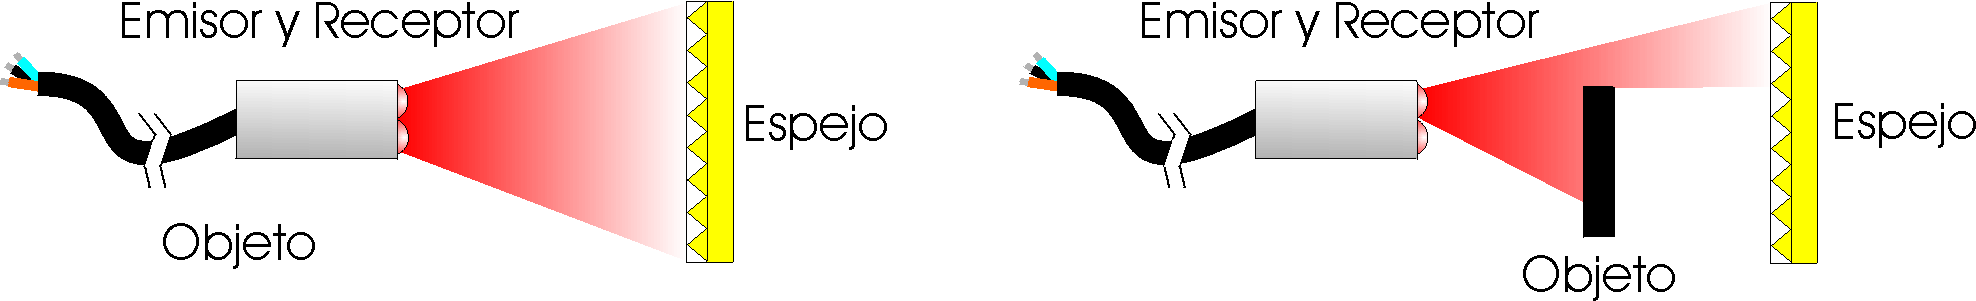 Emisor y Receptor
Espejo
Objeto
Emisor y Receptor
Espejo
Objeto